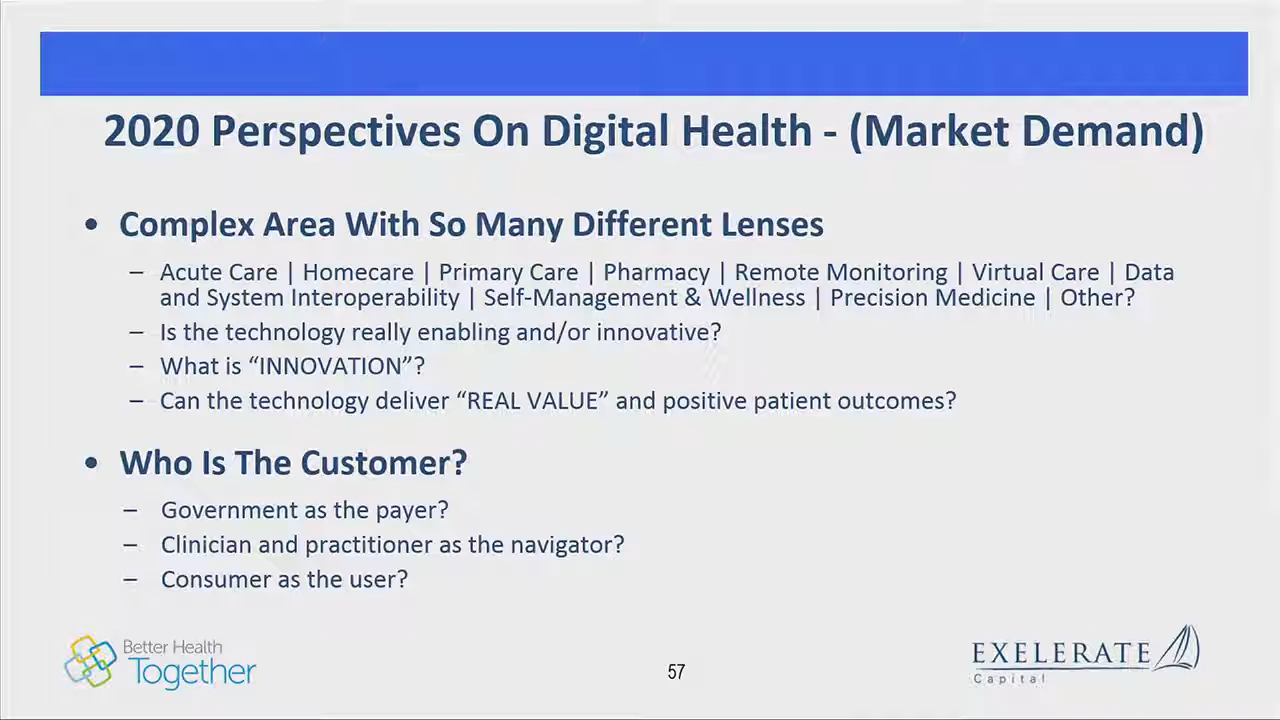 2020 Perspectives On Digital Health - (Market Demand)
• Complex Area With So Many Different Lenses
– Acute Care | Homecare | Primary Care | Pharmacy | Remote Monitoring | Virtual Care | Data
and System Interoperability | Self-Management & Wellness | Precision Medicine | Other?
– Is the technology really enabling and/or innovative?
– What is “INNOVATION”?
– Can the technology deliver “REAL VALUE” and positive patient outcomes?
• Who Is The Customer?
– Government as the payer?
– Clinician and practitioner as the navigator?
– Consumer as the user?
Better Health
Together
57
EXELERATE
Capital